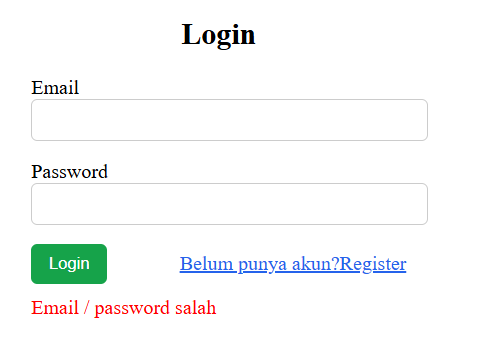 Login
Email
Password
Login Belum punya akun?Register
Email / password salah